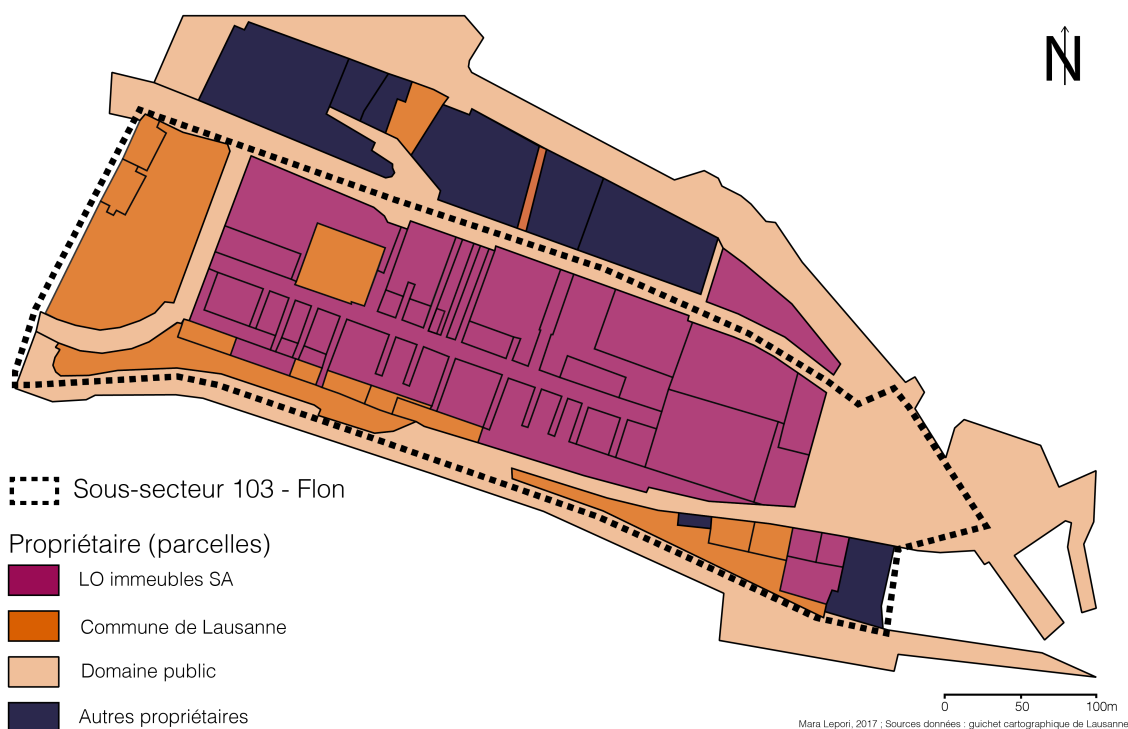 N
Sous-secteur 103 - Flon
Propriétaire (parcelles)
LO immeubles SA
Commune de Lausanne
Domaine public
Autres propriétaires
0 50 100m
Mara Lepori, 2017 ; Sources données : guichet cartographique de Lausanne